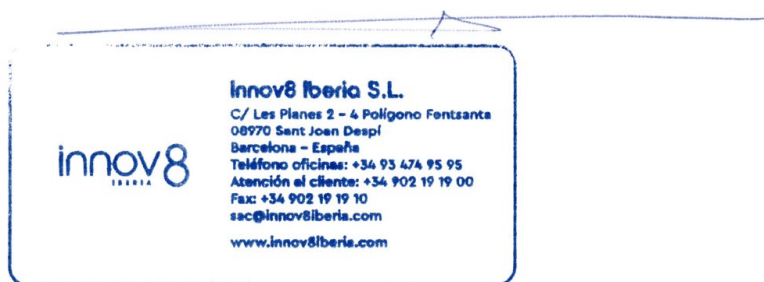 innov8
IBERIA
Innov8 Iberia S.L.
C/ Les Planes 2 - 4 Polígono Fontsanta
08970 Sant Joan Despí
Barcelona - España
Teléfono oficinas: +34 93 474 95 95
Atención al cliente: +34 902 19 19 00
Fax: +34 902 19 19 10
sac@innov8iberia.com
www.innov8iberia.com